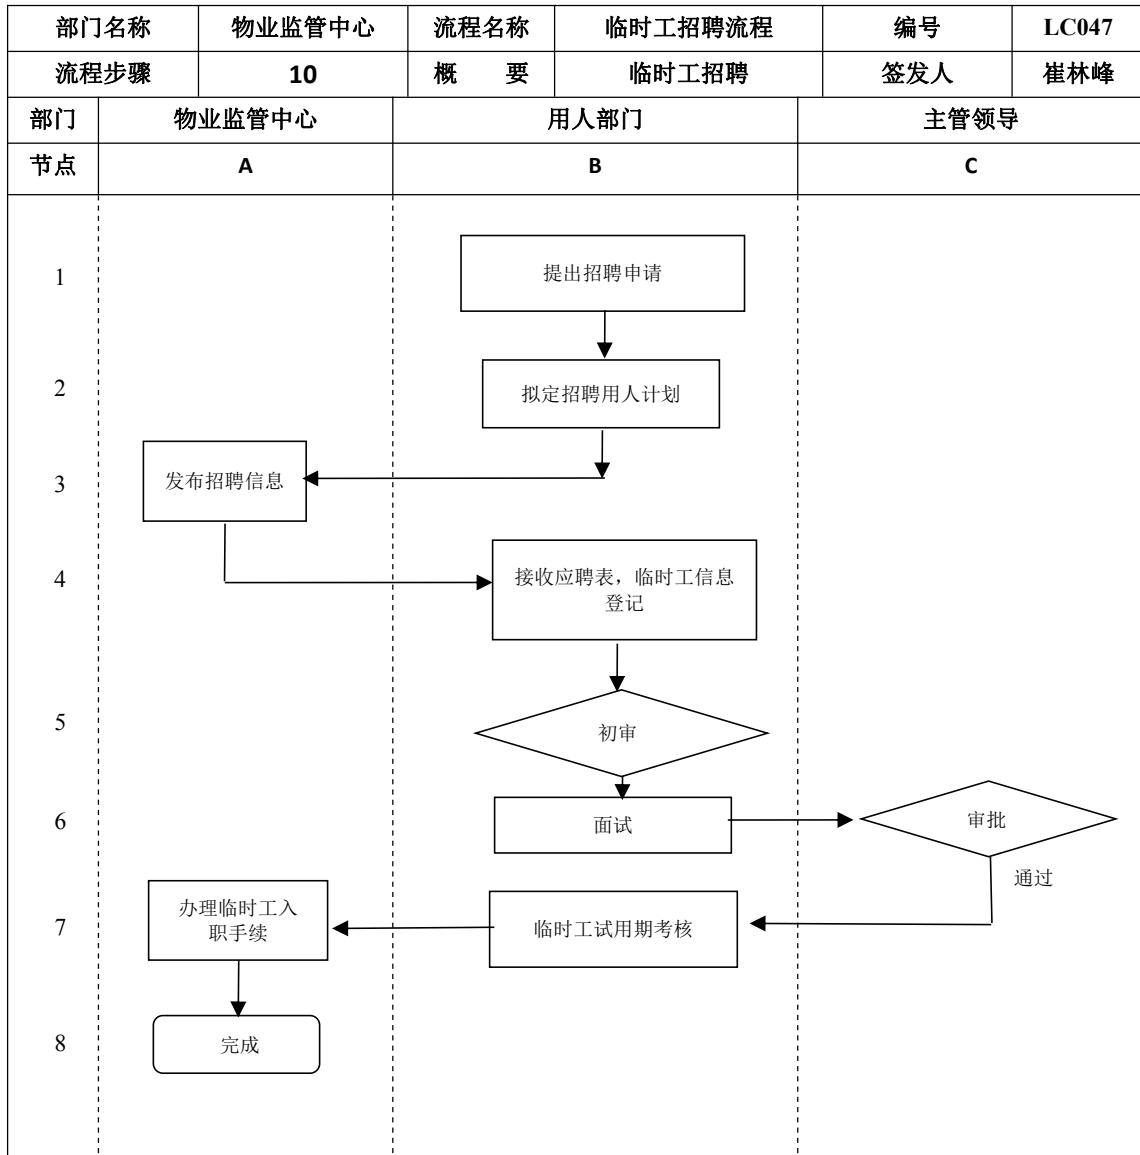 部门名称 物业监管中心 流程名称 临时工招聘流程 编号 LC047
流程步骤 10 概 要 临时工招聘 签发人 崔林峰
部门 物业监管中心 用人部门 主管领导
节点 A B C
1 提出招聘申请
2 拟定招聘用人计划
3 发布招聘信息
4 接收应聘表，临时工信息
登记
5 初审
6 面试 审批
通过
办理临时工入
职手续
7 临时工试用期考核
8 完成